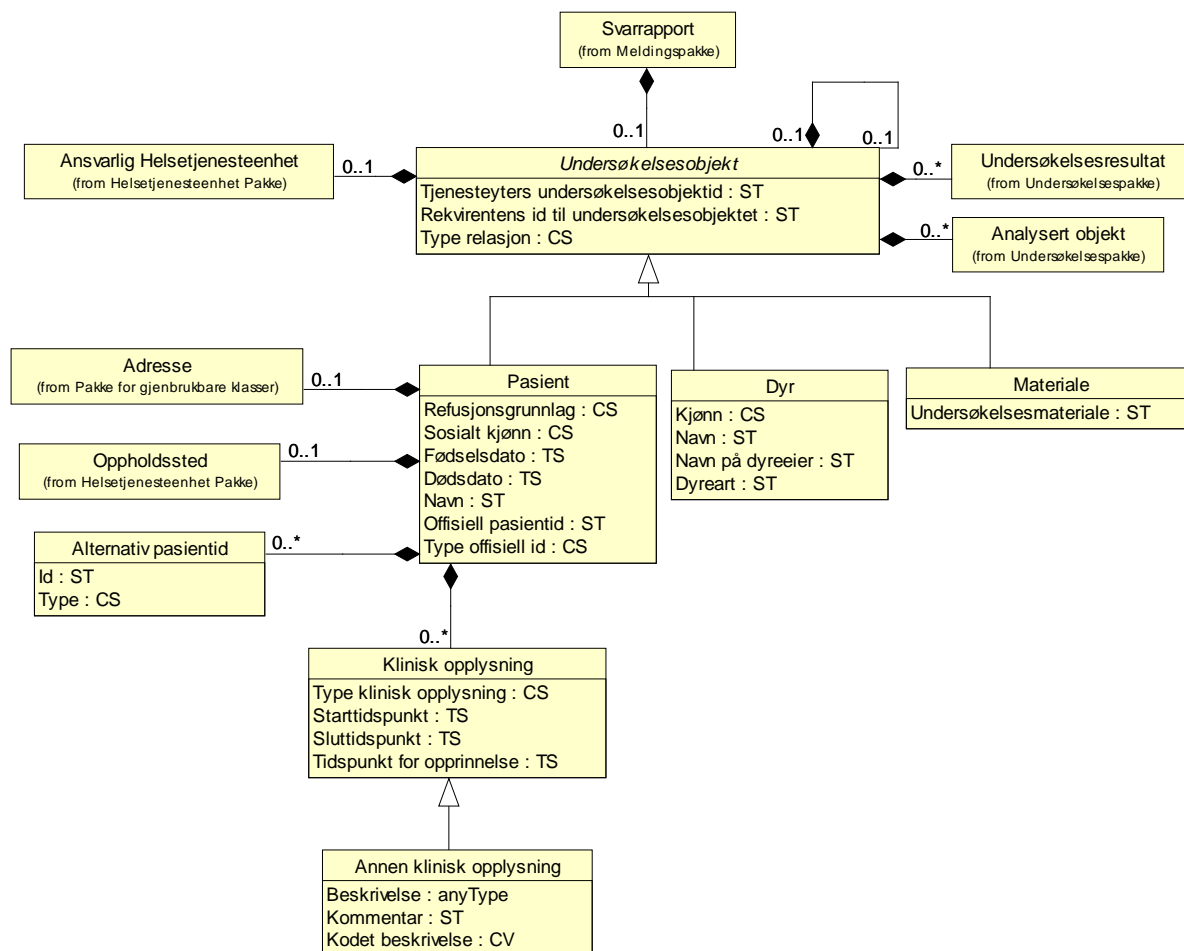 Svarrapport
(from Meldingspakke)
0..1
0..1
0..1
Ansvarlig Helsetjenesteenhet
(from Helsetjenesteenhet Pakke)
0..1
Undersøkelsesobjekt
Tjenesteyters undersøkelsesobjektid : ST
Rekvirentens id til undersøkelsesobjektet : ST
Type relasjon : CS
0..*
Undersøkelsesresultat
(from Undersøkelsespakke)
0..*
Analysert objekt
(from Undersøkelsespakke)
Adresse
(from Pakke for gjenbrukbare klasser)
0..1
Oppholdssted
(from Helsetjenesteenhet Pakke)
0..1
Alternativ pasientid
Id : ST
Type : CS
0..*
Pasient
Refusjonsgrunnlag : CS
Sosialt kjønn : CS
Fødselsdato : TS
Dødsdato : TS
Navn : ST
Offisiell pasientid : ST
Type offisiell id : CS
Dyr
Kjønn : CS
Navn : ST
Navn på dyreeier : ST
Dyreart : ST
Materiale
Undersøkelsesmateriale : ST
0..*
Klinisk opplysning
Type klinisk opplysning : CS
Starttidspunkt : TS
Sluttidspunkt : TS
Tidspunkt for opprinnelse : TS
Annen klinisk opplysning
Beskrivelse : anyType
Kommentar : ST
Kodet beskrivelse : CV